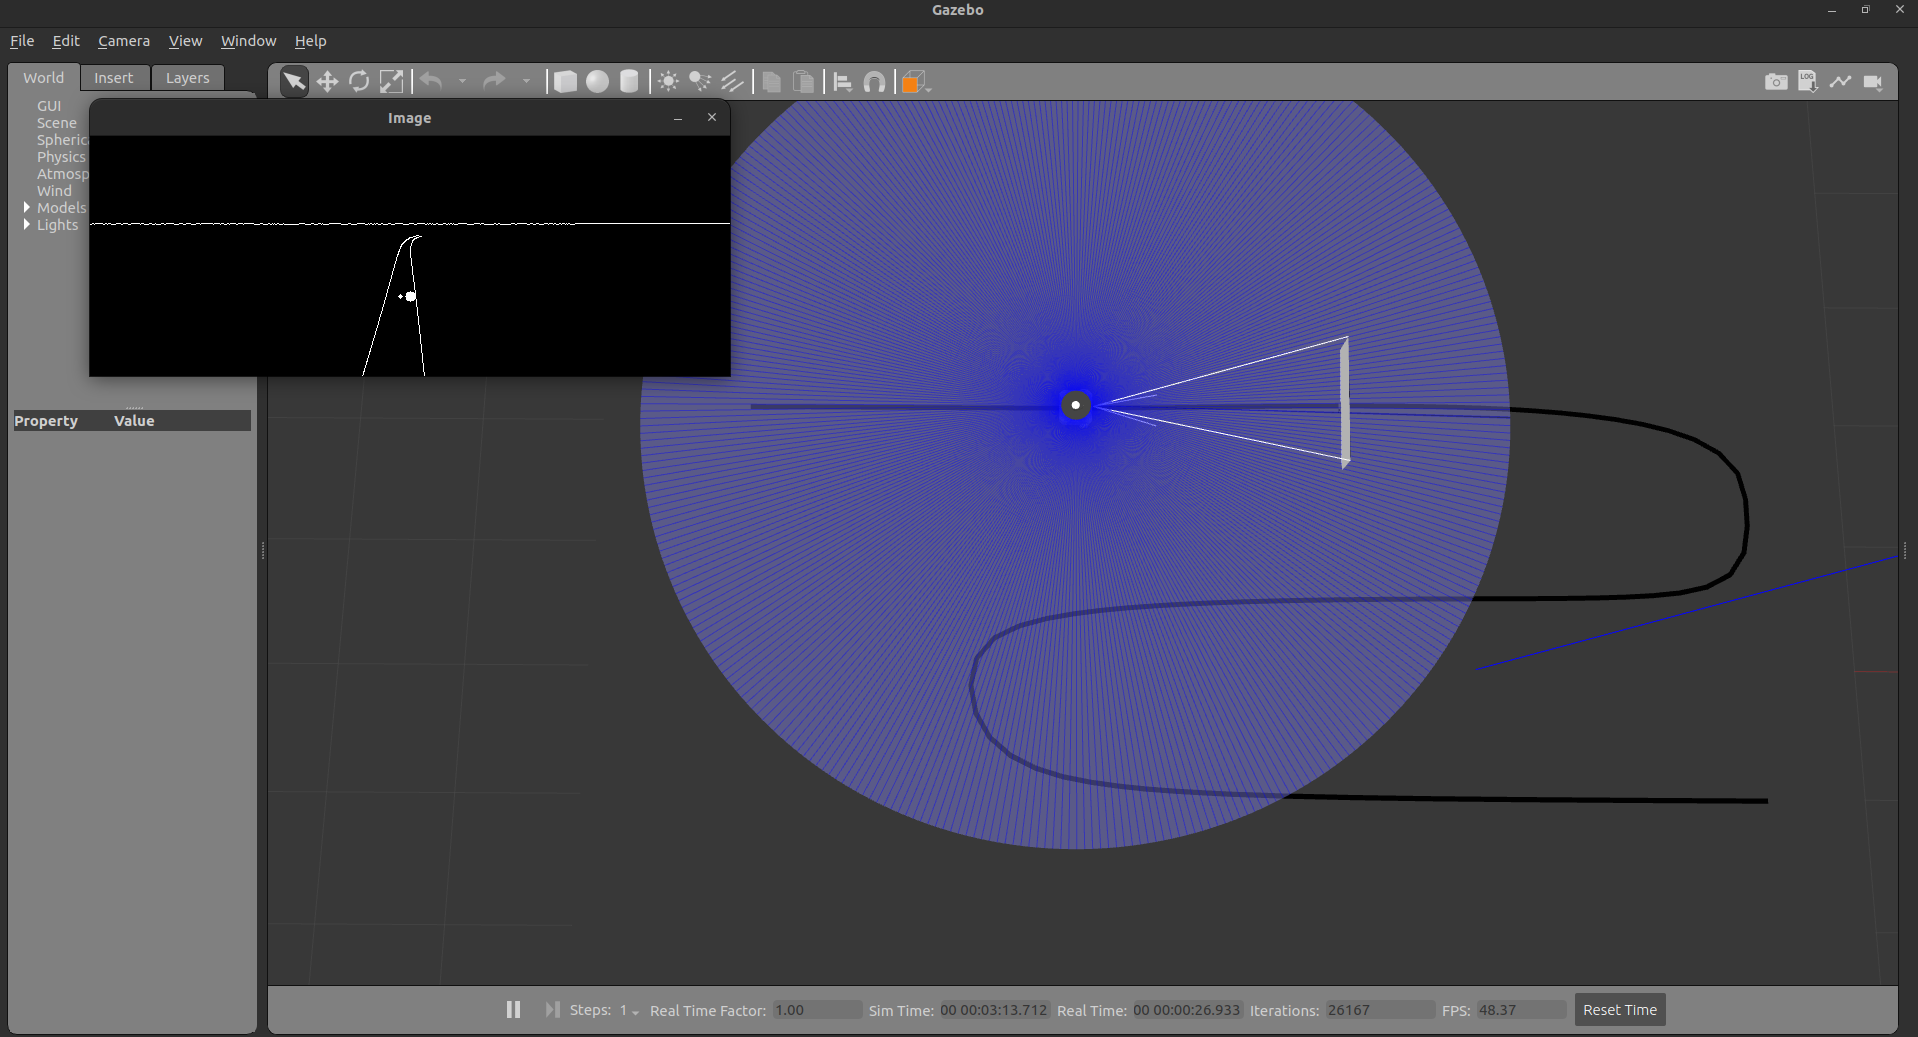 Gazebo
File Edit Camera View Window Help
World Insert Layers
LOG
GUI
Scene
Spheric
Physics
Atmosp
Wind
Models
Lights
Image
Property Value
Steps: 1 Real Time Factor: 1.00 Sim Time: 00 00:03:13.712 Real Time: 00 00:00:26.933 Iterations: 26167 FPS: 48.37 Reset Time